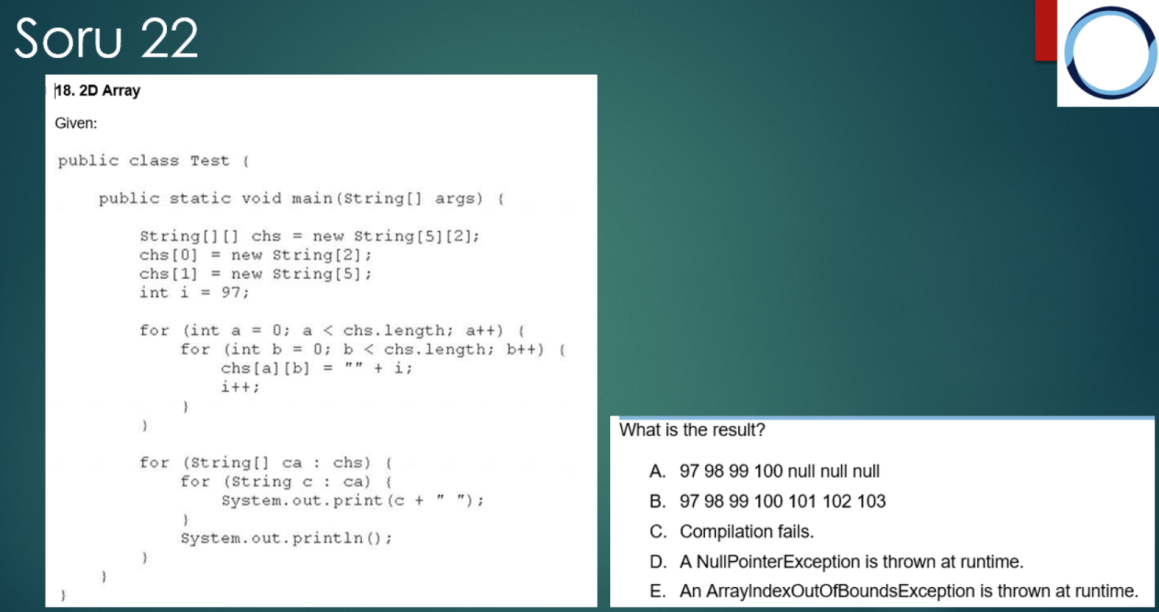 Soru 22
18. 2D Array
Given:
public class Test {
public static void main(String[] args) {
String[][] chs = new String[5][2];
chs[0] = new String[2];
chs[1] = new String[5];
int i = 97;
for (int a = 0; a < chs.length; a++) {
for (int b = 0; b < chs.length; b++) {
chs[a][b] = "" + i;
i++;
}
}
for (String[] ca : chs) {
for (String c : ca) {
System.out.print(c + " ");
}
System.out.println();
}
}
}
What is the result?
A. 97 98 99 100 null null null
B. 97 98 99 100 101 102 103
C. Compilation fails.
D. A NullPointerException is thrown at runtime.
E. An ArrayIndexOutOfBoundsException is thrown at runtime.